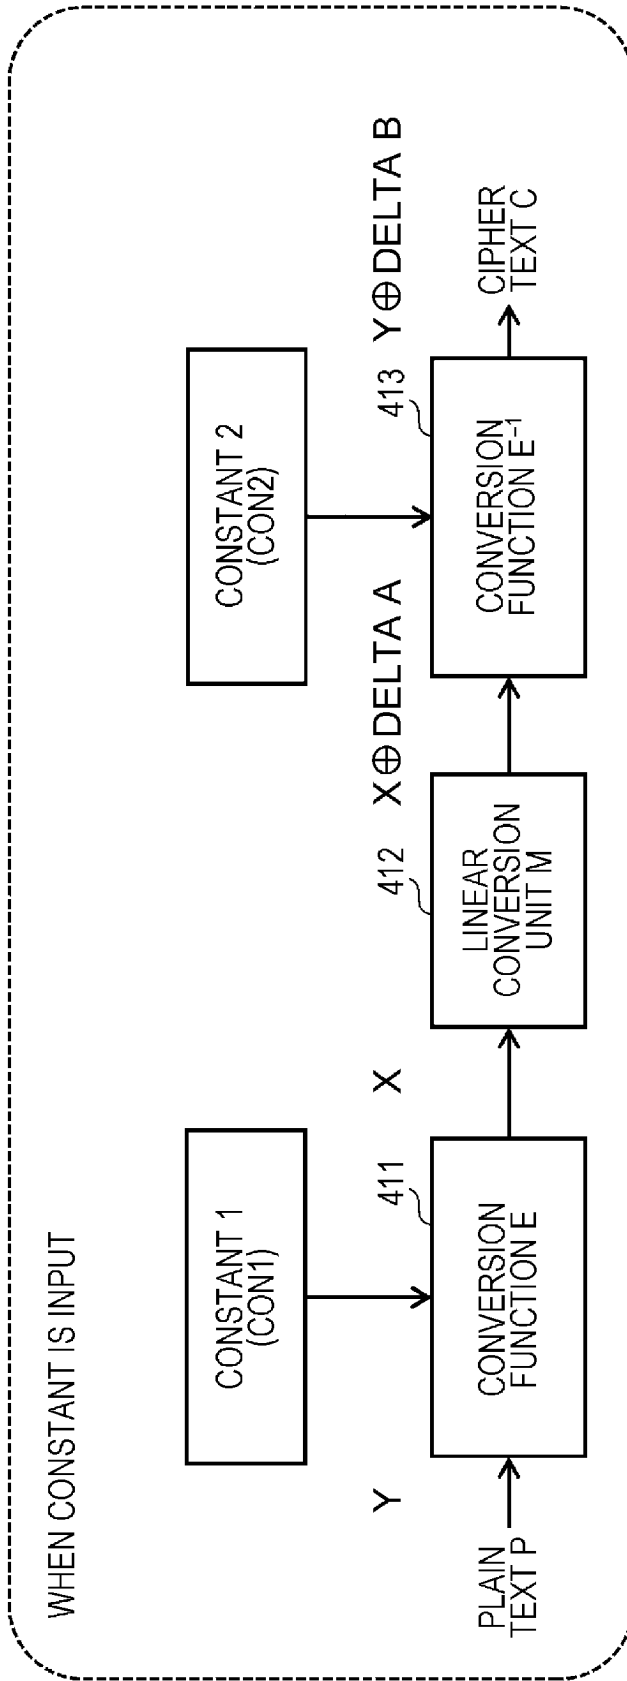 WHEN CONSTANT IS INPUT
CONSTANT 1
(CON1)
CONSTANT 2
(CON2)
Y
411
X
412
X⊕DELTA A
413
Y⊕DELTA B
PLAIN
TEXT P
CONVERSION
FUNCTION E
LINEAR
CONVERSION
UNIT M
CONVERSION
FUNCTION E⁻¹
CIPHER
TEXT C